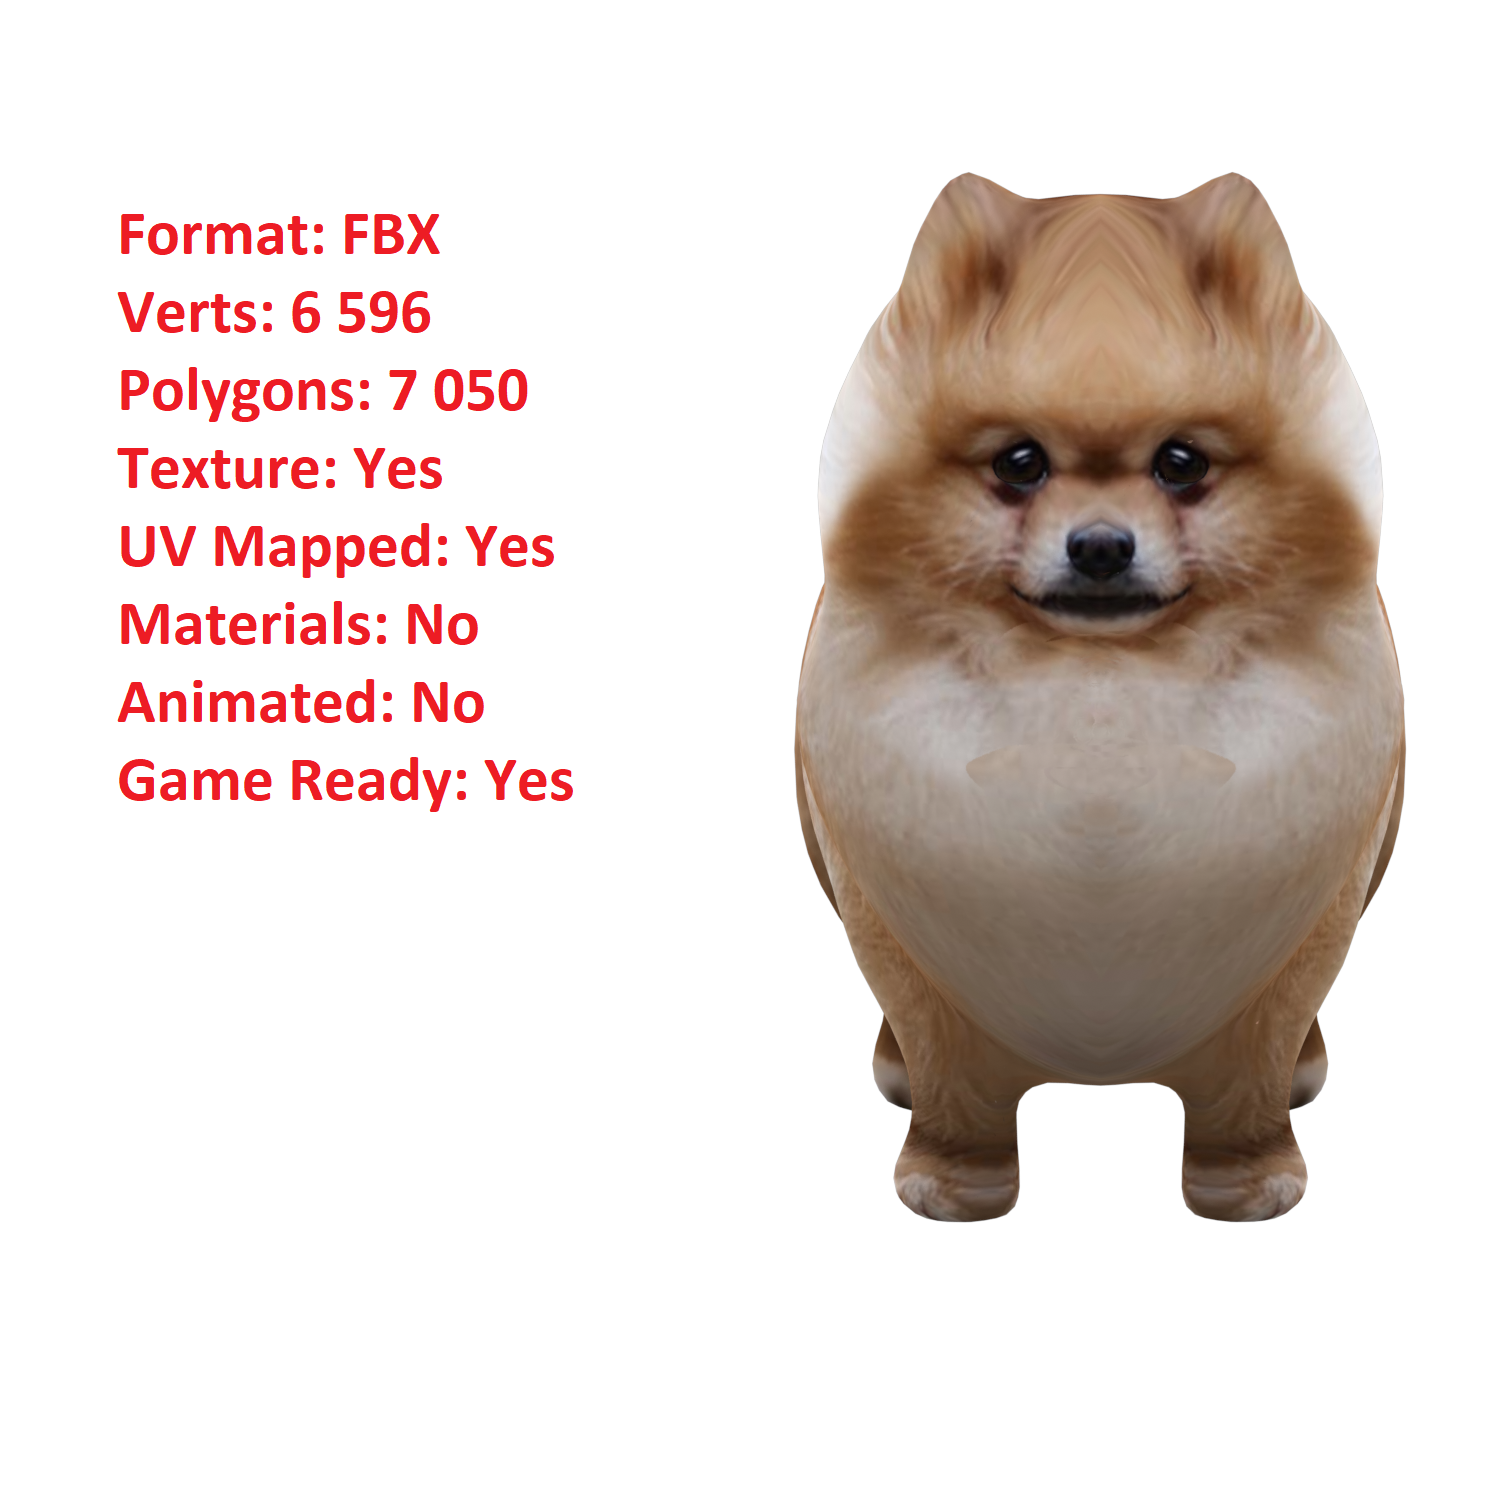 Format: FBX
Verts: 6 596
Polygons: 7 050
Texture: Yes
UV Mapped: Yes
Materials: No
Animated: No
Game Ready: Yes